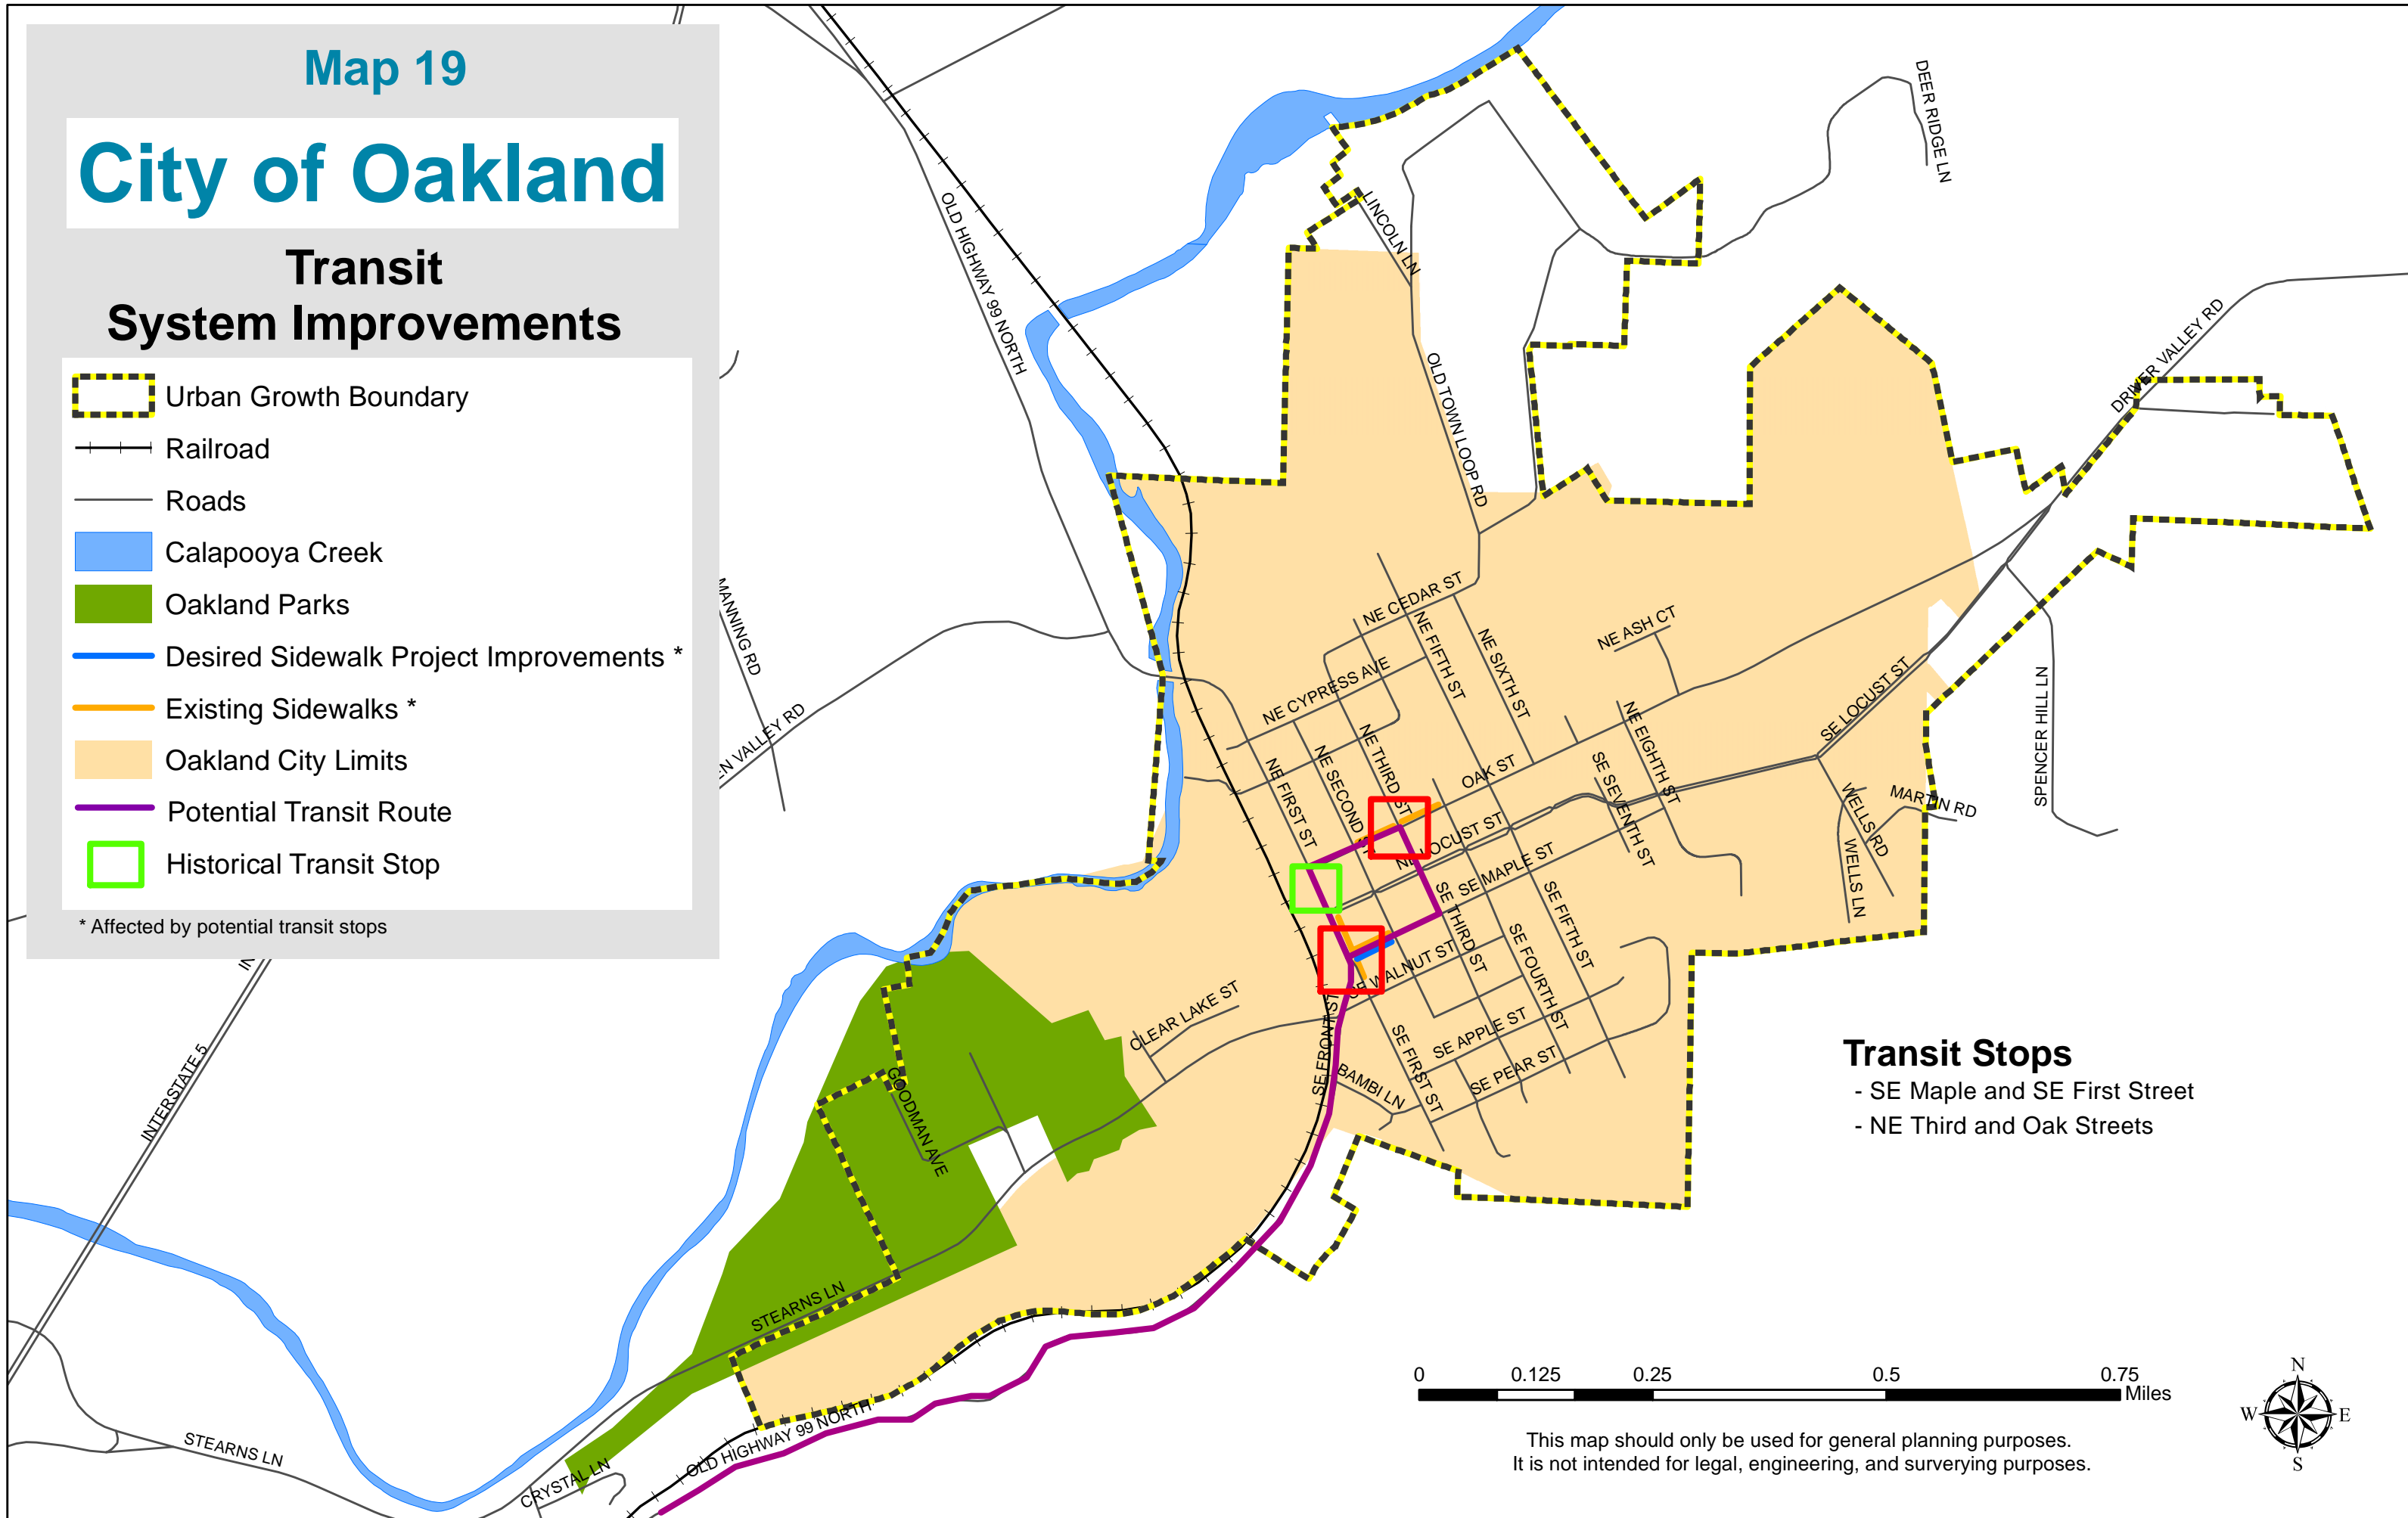 Map 19
City of Oakland
Transit
System Improvements
Urban Growth Boundary
Railroad
Roads
Calapooya Creek
Oakland Parks
Desired Sidewalk Project Improvements *
Existing Sidewalks *
Oakland City Limits
Potential Transit Route
Historical Transit Stop
* Affected by potential transit stops
DEER RIDGE LN
LINCOLN LN
OLD HIGHWAY 99 NORTH
DRIVER VALLEY RD
OLD TOWN LOOP RD
MANNING RD
EN VALLEY RD
NE CEDAR ST
NE FIFTH ST
NE SIXTH ST
NE ASH CT
NE CYPRESS AVE
SE LOCUST ST
SPENCER HILL LN
NE FIRST ST
NE SECOND ST
NE THIRD ST
OAK ST
NE EIGHTH ST
SE SEVENTH ST
WELLS RD
MARTIN RD
WELLS LN
NE LOCUST ST
SE MAPLE ST
SE THIRD ST
SE FOURTH ST
SE FIFTH ST
SE WALNUT ST
CLEAR LAKE ST
SE FRONT ST
SE FIRST ST
SE APPLE ST
SE PEAR ST
BAMBI LN
GOODMAN AVE
INTERSTATE 5
IN
STEARNS LN
STEARNS LN
CRYSTAL LN
OLD HIGHWAY 99 NORTH
Transit Stops
- SE Maple and SE First Street
- NE Third and Oak Streets
0 0.125 0.25 0.5 0.75
Miles
This map should only be used for general planning purposes.
It is not intended for legal, engineering, and surverying purposes.
N
W E
S